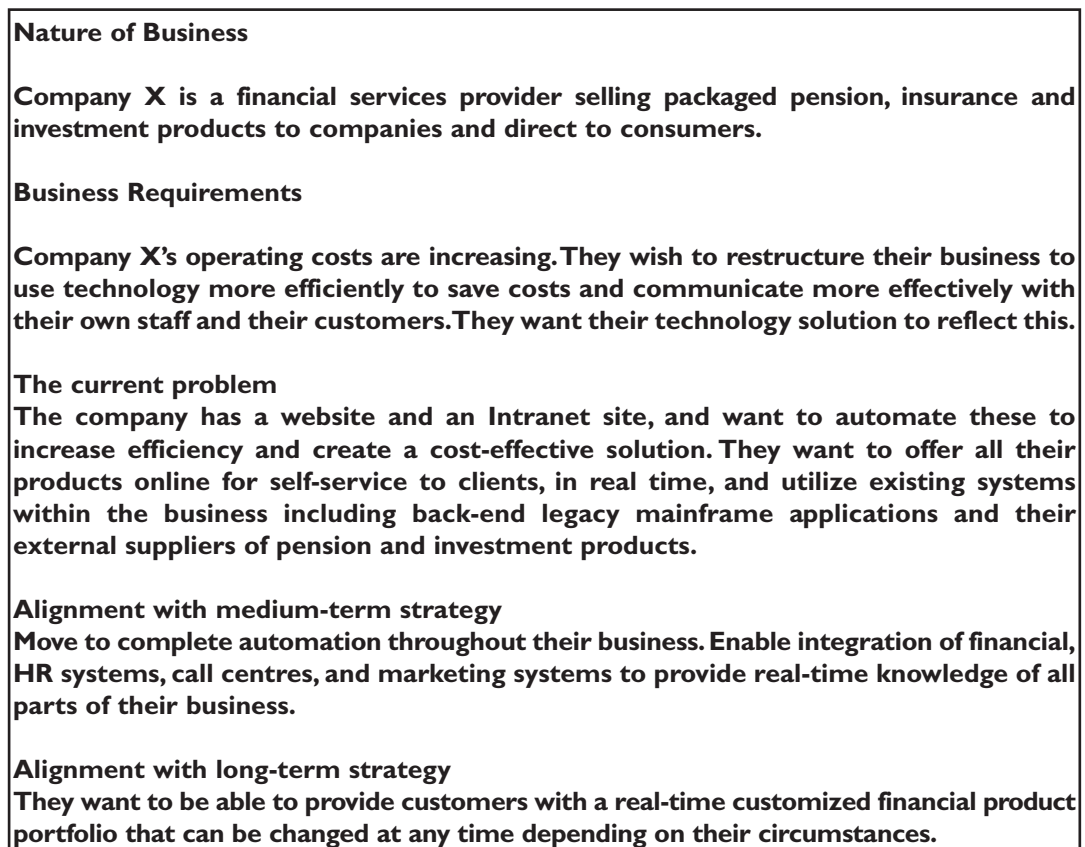 Nature of Business
Company X is a financial services provider selling packaged pension, insurance and
investment products to companies and direct to consumers.
Business Requirements
Company X's operating costs are increasing. They wish to restructure their business to
use technology more efficiently to save costs and communicate more effectively with
their own staff and their customers. They want their technology solution to reflect this.
The current problem
The company has a website and an Intranet site, and want to automate these to
increase efficiency and create a cost-effective solution. They want to offer all their
products online for self-service to clients, in real time, and utilize existing systems
within the business including back-end legacy mainframe applications and their
external suppliers of pension and investment products.
Alignment with medium-term strategy
Move to complete automation throughout their business. Enable integration of financial,
HR systems, call centres, and marketing systems to provide real-time knowledge of all
parts of their business.
Alignment with long-term strategy
They want to be able to provide customers with a real-time customized financial product
portfolio that can be changed at any time depending on their circumstances.